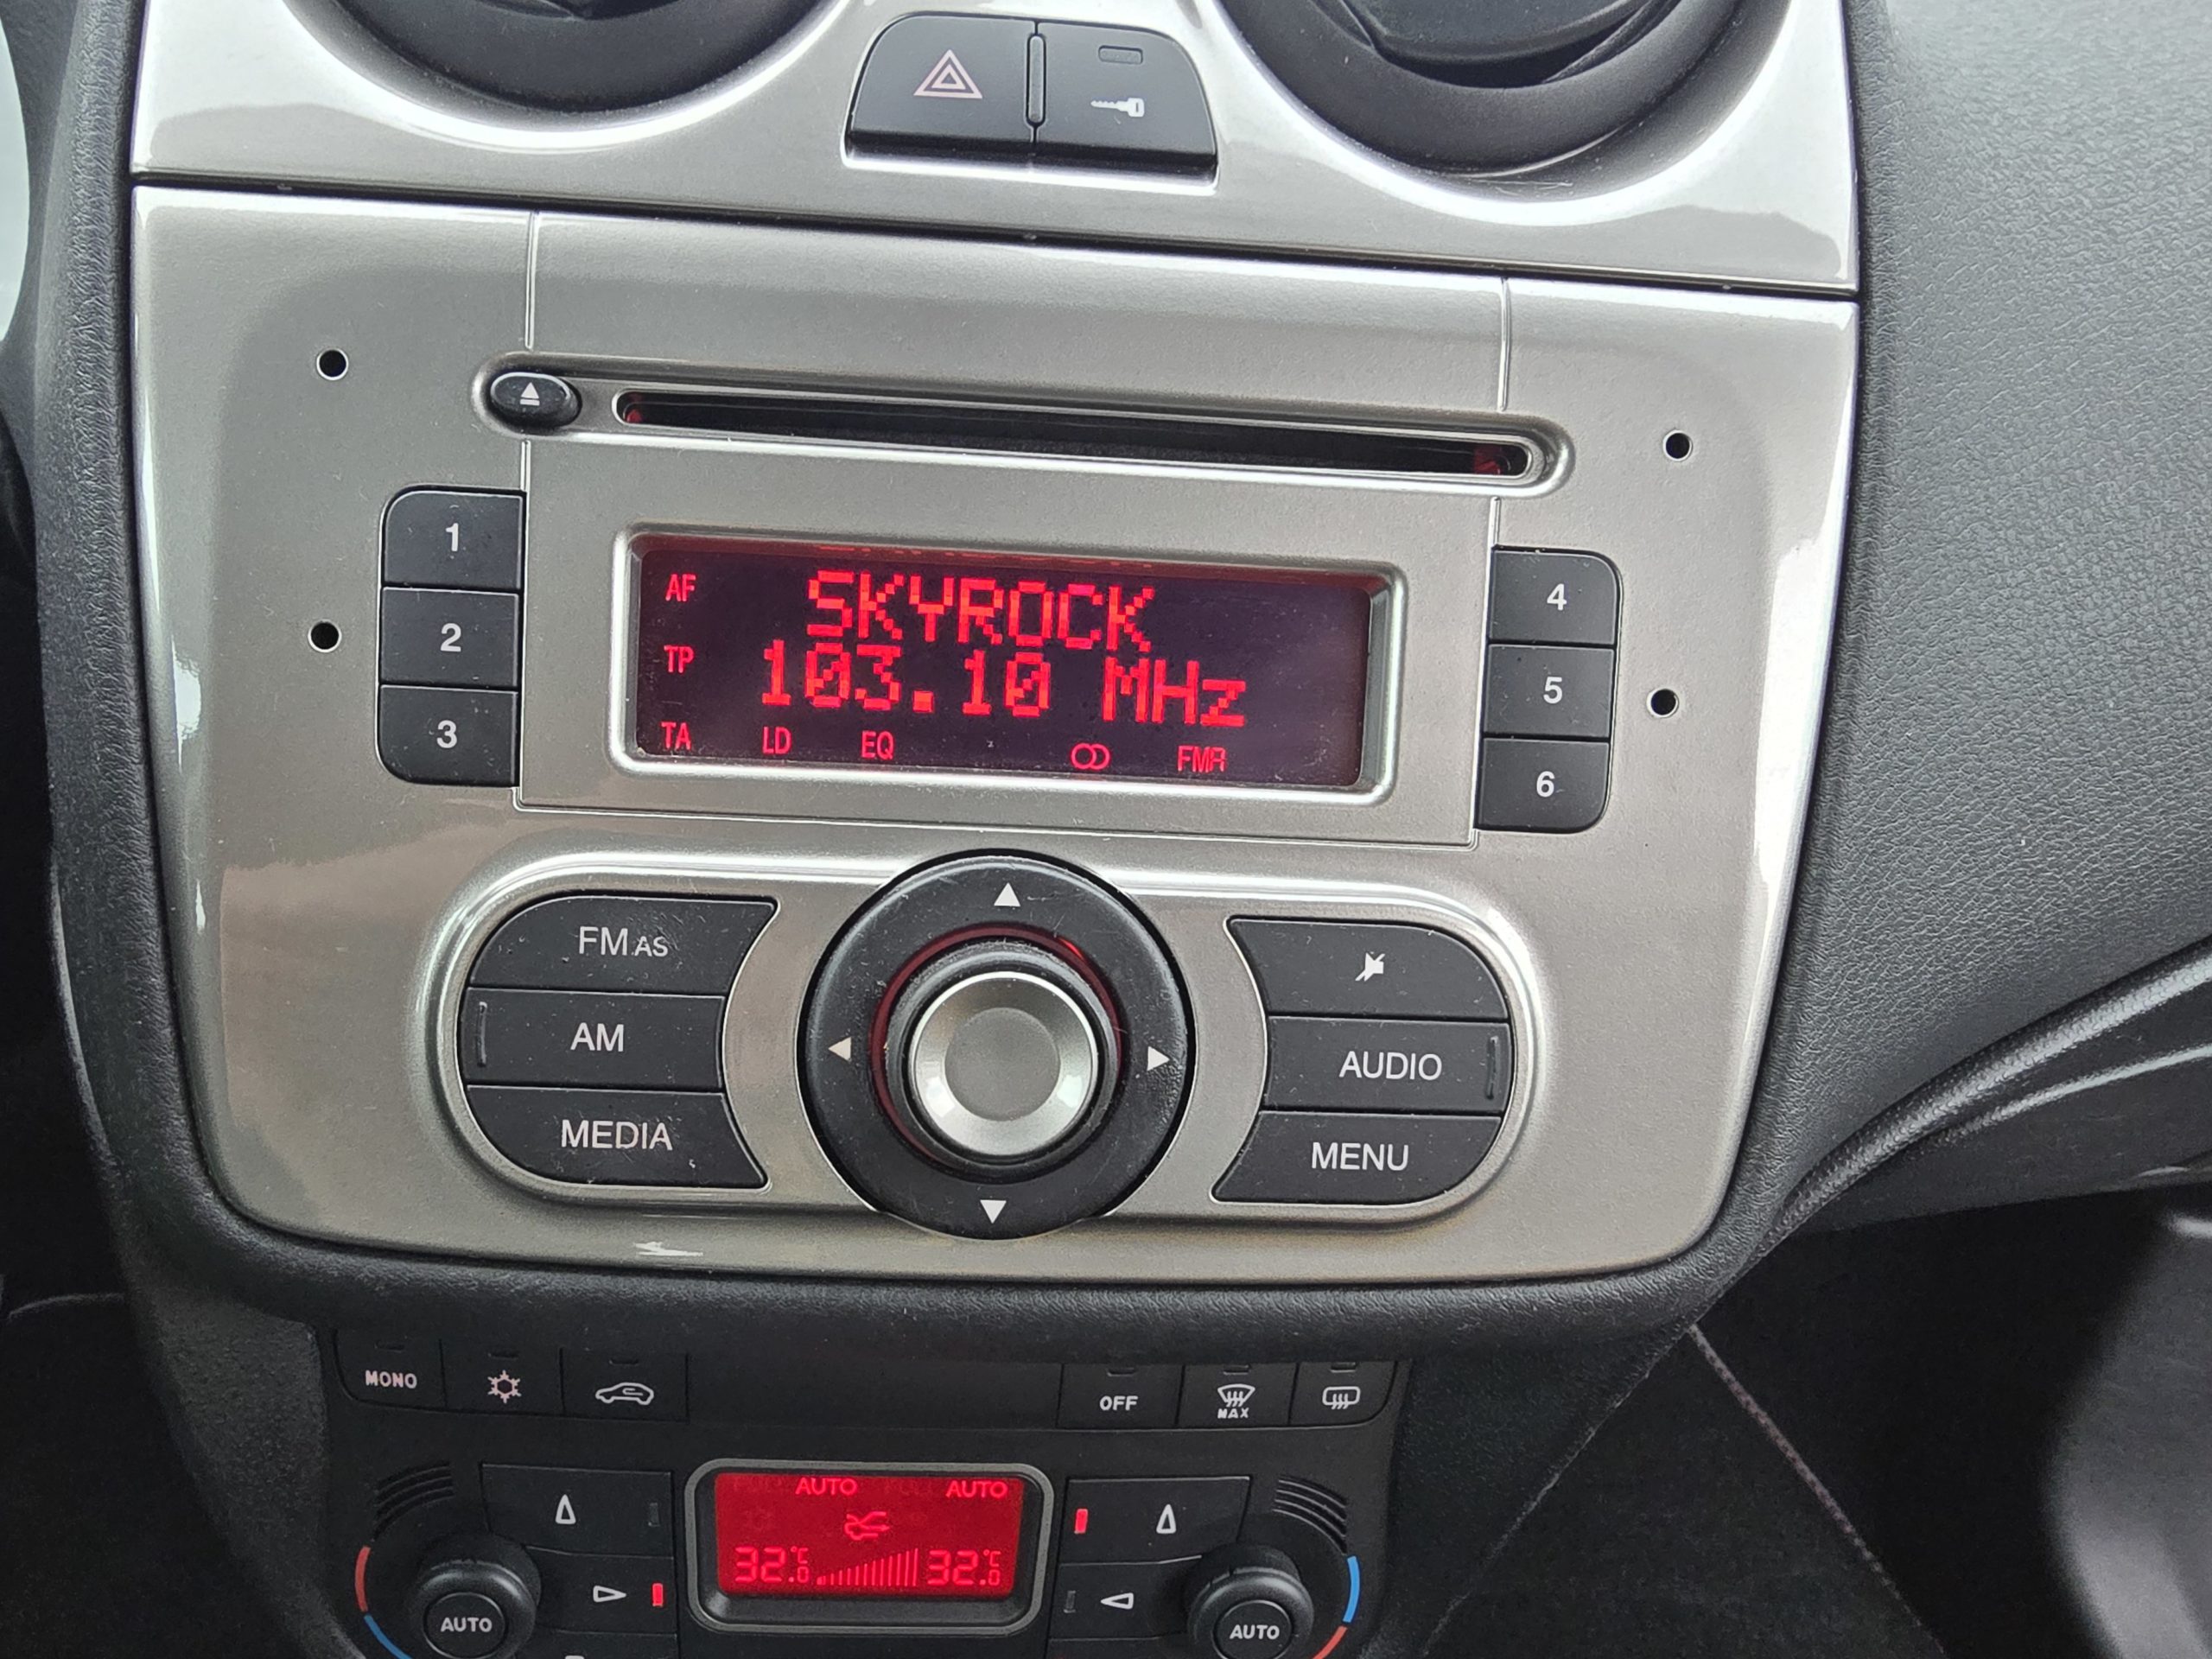 1
2
3
4
5
6
AF
SKYROCK
TP
103.10 MHz
TA LD EQ FMA
FM AS
AM
MEDIA
AUDIO
MENU
MONO
OFF
MAX
AUTO AUTO
32.0 °C 32.0 °C
AUTO
AUTO